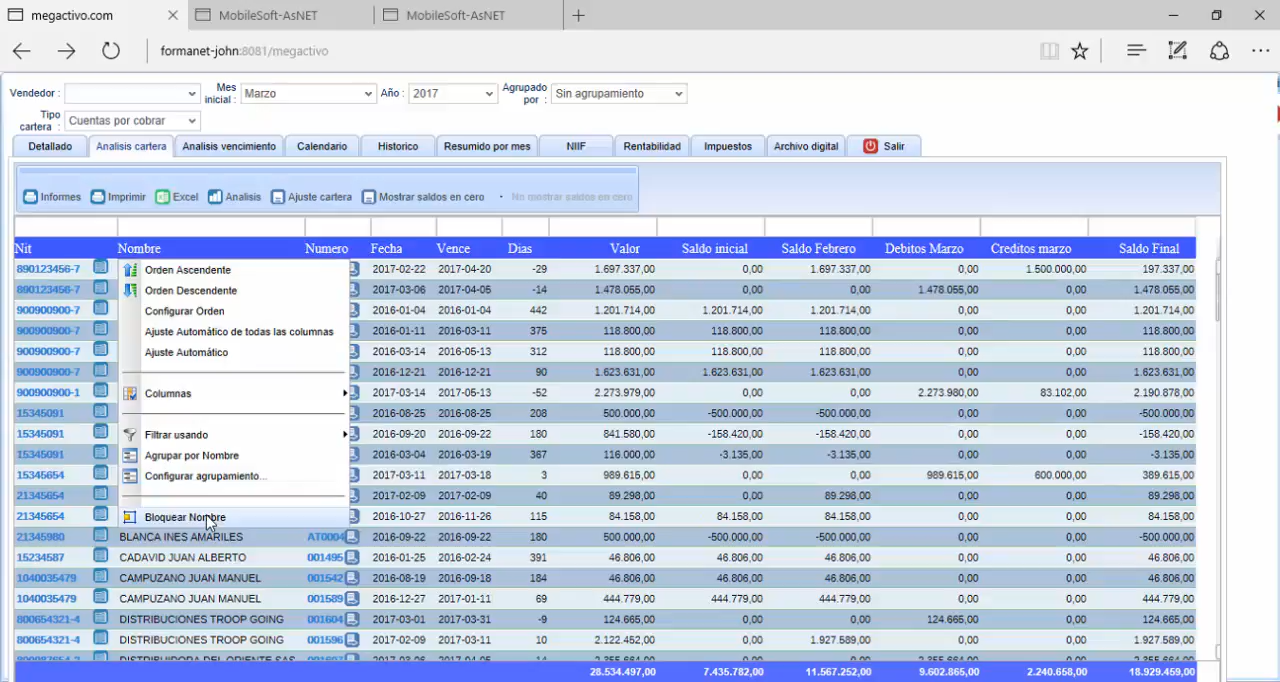 megactivo.com MobileSoft-AsNET MobileSoft-AsNET
formanet-john:8081/megactivo
Vendedor : Mes inicial : Marzo Año : 2017 Agrupado por : Sin agrupamiento
Tipo cartera : Cuentas por cobrar
Detallado Analisis cartera Analisis vencimiento Calendario Historico Resumido por mes NIIF Rentabilidad Impuestos Archivo digital Salir
Informes Imprimir Excel Analisis Ajuste cartera Mostrar saldos en cero No mostrar saldos en cero
Nit Nombre Numero Fecha Vence Dias Valor Saldo inicial Saldo Febrero Debitos Marzo Creditos marzo Saldo Final
890123456-7 Orden Ascendente 2017-02-22 2017-04-20 -29 1.697.337,00 0,00 1.697.337,00 0,00 1.500.000,00 197.337,00
890123456-7 Orden Descendente 2017-03-06 2017-04-05 -14 1.478.055,00 0,00 0,00 1.478.055,00 0,00 1.478.055,00
900900900-7 Configurar Orden 2016-01-04 2016-01-04 442 1.201.714,00 1.201.714,00 1.201.714,00 0,00 0,00 1.201.714,00
900900900-7 Ajuste Automático de todas las columnas 2016-01-11 2016-03-11 375 118.800,00 118.800,00 118.800,00 0,00 0,00 118.800,00
900900900-7 Ajuste Automático 2016-03-14 2016-05-13 312 118.800,00 118.800,00 118.800,00 0,00 0,00 118.800,00
900900900-7 2016-12-21 2016-12-21 90 1.623.631,00 1.623.631,00 1.623.631,00 0,00 0,00 1.623.631,00
900900900-1 Columnas 2017-03-14 2017-05-13 -52 2.273.979,00 0,00 0,00 2.273.980,00 83.102,00 2.190.878,00
15345091 2016-08-25 2016-08-25 208 500.000,00 -500.000,00 -500.000,00 0,00 0,00 -500.000,00
15345091 Filtrar usando 2016-09-20 2016-09-22 180 841.580,00 -158.420,00 -158.420,00 0,00 0,00 -158.420,00
15345091 Agrupar por Nombre 2016-03-04 2016-03-19 367 116.000,00 -3.135,00 -3.135,00 0,00 0,00 -3.135,00
15345654 Configurar agrupamiento... 2017-03-11 2017-03-18 3 989.615,00 0,00 0,00 989.615,00 600.000,00 389.615,00
21345654 2017-02-09 2017-02-09 40 89.298,00 0,00 89.298,00 0,00 0,00 89.298,00
21345654 Bloquear Nombre 2016-10-27 2016-11-26 115 84.158,00 84.158,00 84.158,00 0,00 0,00 84.158,00
21345980 BLANCA INES AMARILES AT0004 2016-09-22 2016-09-22 180 500.000,00 -500.000,00 -500.000,00 0,00 0,00 -500.000,00
15234587 CADAVID JUAN ALBERTO 001495 2016-01-25 2016-02-24 391 46.806,00 46.806,00 46.806,00 0,00 0,00 46.806,00
1040035479 CAMPUZANO JUAN MANUEL 001542 2016-08-19 2016-09-18 184 46.806,00 46.806,00 46.806,00 0,00 0,00 46.806,00
1040035479 CAMPUZANO JUAN MANUEL 001589 2016-12-27 2017-01-11 69 444.779,00 444.779,00 444.779,00 0,00 0,00 444.779,00
800654321-4 DISTRIBUCIONES TROOP GOING 001604 2017-03-01 2017-03-31 -9 124.665,00 0,00 0,00 124.665,00 0,00 124.665,00
800654321-4 DISTRIBUCIONES TROOP GOING 001596 2017-02-09 2017-03-11 10 2.122.452,00 0,00 1.927.589,00 0,00 0,00 1.927.589,00
DISTRIBUIDORA DEL ORIENTE SAS 2017-03-06 2017-04-05 2.355.664,00 0,00 0,00 2.355.664,00 0,00 2.355.664,00
28.534.497,00 7.435.782,00 11.567.252,00 9.602.865,00 2.240.658,00 18.929.459,00